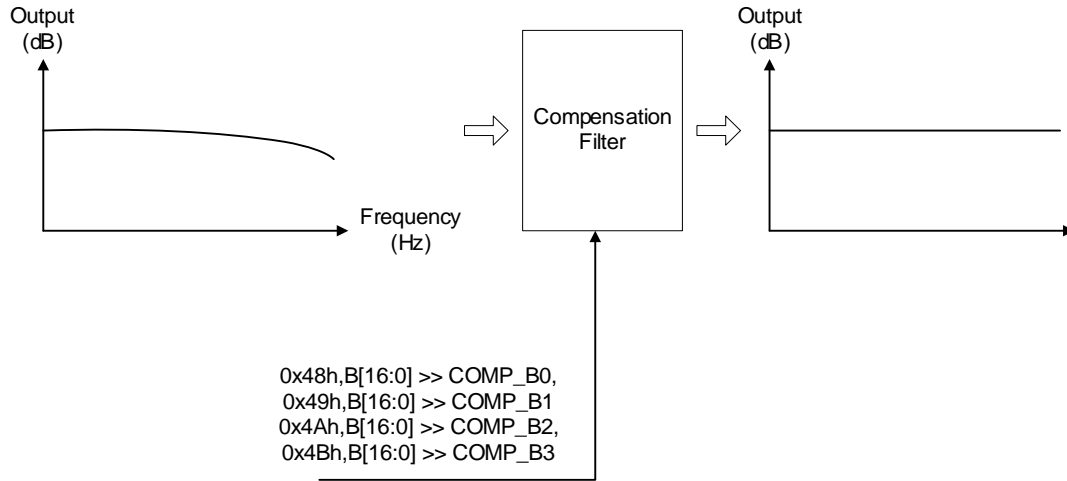 Output
(dB)
Frequency
(Hz)
Compensation
Filter
Output
(dB)
0x48h,B[16:0] >> COMP_B0,
0x49h,B[16:0] >> COMP_B1
0x4Ah,B[16:0] >> COMP_B2,
0x4Bh,B[16:0] >> COMP_B3